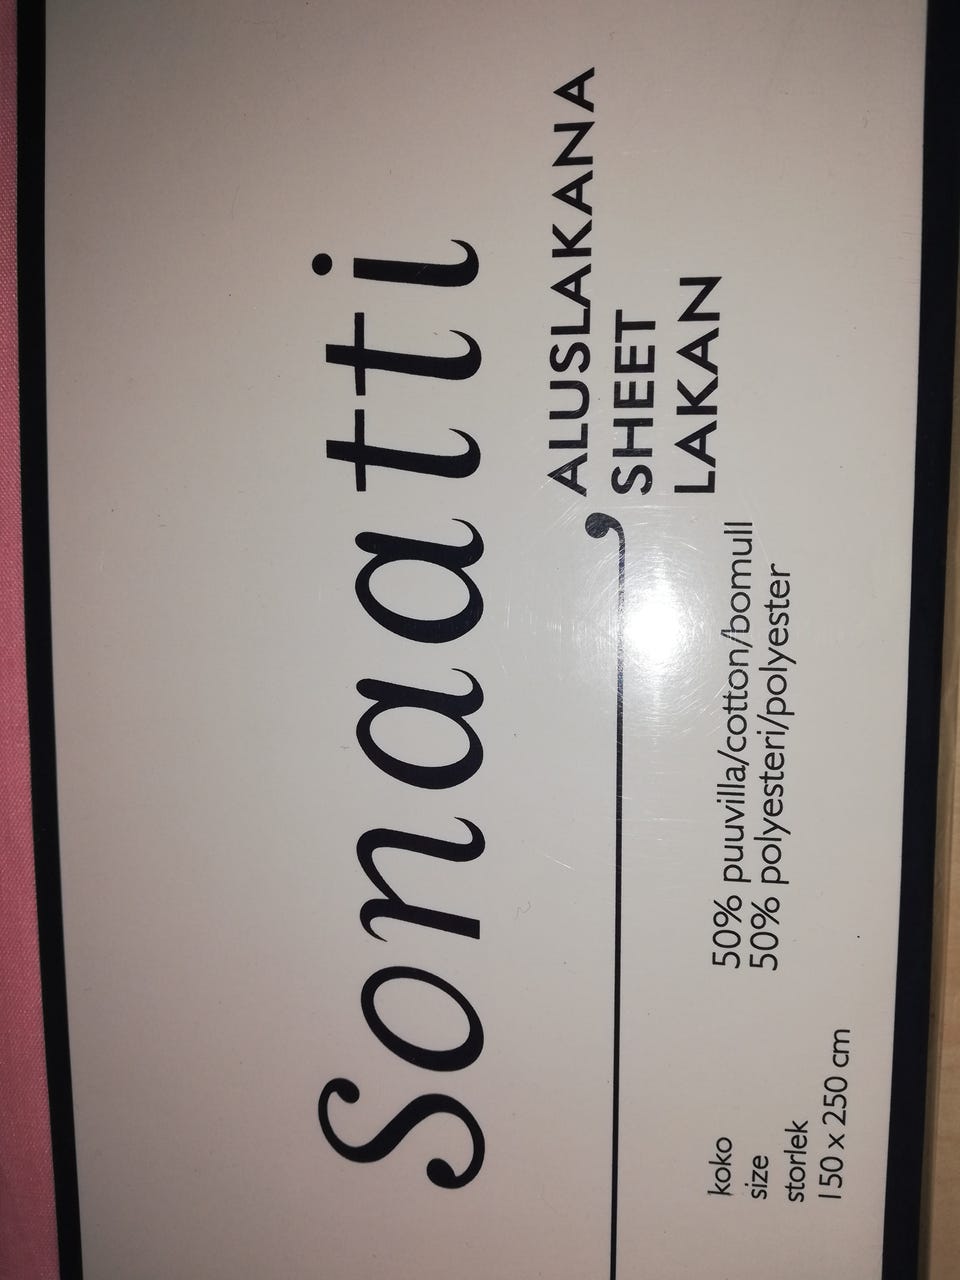 Sonaatti
ALUSLAKANA
SHEET
LAKAN
50% puuvilla/cotton/bomull
50% polyesteri/polyester
koko
size
storlek
150 x 250 cm